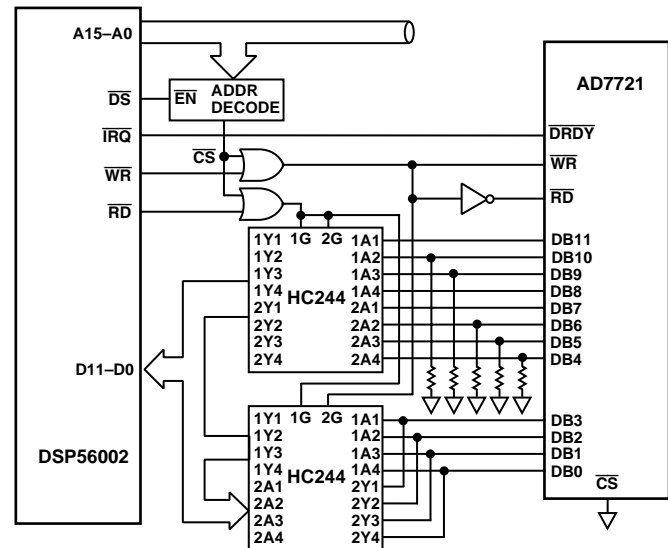 A15–A0
AD7721
DS
EN ADDR
DECODE
IRQ
DRDY
CS
WR
WR
RD
RD
1G 2G
1Y1
1Y2
1Y3
1Y4
2Y1
2Y2
2Y3
2Y4
HC244
1A1
1A2
1A3
1A4
2A1
2A2
2A3
2A4
DB11
DB10
DB9
DB8
DB7
DB6
DB5
DB4
D11–D0
1G 2G
1Y1
1Y2
1Y3
1Y4
2A1
2A2
2A3
2A4
HC244
1A1
1A2
1A3
1A4
2Y1
2Y2
2Y3
2Y4
DB3
DB2
DB1
DB0
CS
DSP56002